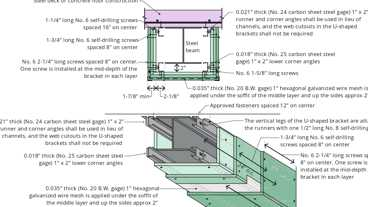 steel deck or concrete floor construction
1-1/4" long No. 6 self-drilling screws
spaced 16" on center
1-3/4" long No. 6 self-drilling screws
spaced 8" on center
No. 6 2-1/4" long screws spaced 8" on center.
One screw is installed at the mid-depth of the
bracket in each layer
Steel
beam
2"
1-7/8" min
2-1/8"
0.021" thick (No. 24 carbon sheet steel gage) 1" x 2"
runner and corner angles shall be used in lieu of
channels, and the web cutouts in the U-shaped
brackets shall not be required
0.018" thick (No. 25 carbon sheet steel
gage) 1" x 2" lower corner angles
No. 6 1-5/8" long screws
0.035" thick (No. 20 B.W. gage) 1" hexagonal galvanized wire mesh is
applied under the soffit of the middle layer and up the sides approx 2"
Approved fasteners spaced 12" on center
21" thick (No. 24 carbon sheet steel gage) 1" x 2"
runner and corner angles shall be used in lieu of
channels, and the web cutouts in the U-shaped
brackets shall not be required
0.018" thick (No. 25 carbon sheet steel
gage) 1" x 2" lower corner angles
0.035" thick (No. 20 B.W. gage) 1" hexagonal
galvanized wire mesh is applied under the soffit of
the middle layer and up the sides approx 2"
The vertical legs of the U-shaped bracket are
the runners with one 1/2" long No. 8 self-drilling
1-3/4" long No. 6 self-drilling
screws spaced 8" on center
No. 6 2-1/4" long screws
8" on center. One screw is
installed at the mid-depth
bracket in each layer